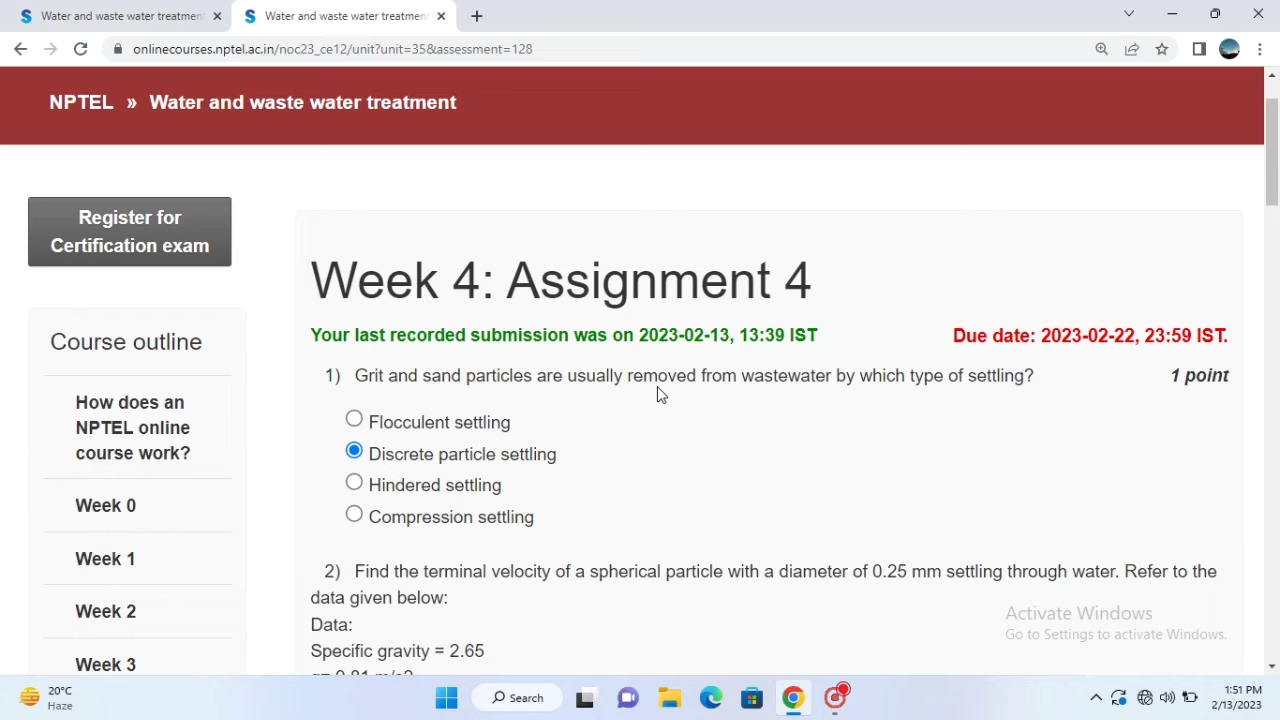 Water and waste water treatment
Water and waste water treatment
onlinecourses.nptel.ac.in/noc23_ce12/unit?unit=35&assessment=128
NPTEL » Water and waste water treatment
Register for
Certification exam
Course outline
How does an
NPTEL online
course work?
Week 0
Week 1
Week 2
Week 3
Week 4: Assignment 4
Your last recorded submission was on 2023-02-13, 13:39 IST
Due date: 2023-02-22, 23:59 IST.
1) Grit and sand particles are usually removed from wastewater by which type of settling?
1 point
Flocculent settling
Discrete particle settling
Hindered settling
Compression settling
2) Find the terminal velocity of a spherical particle with a diameter of 0.25 mm settling through water. Refer to the
data given below:
Data:
Specific gravity = 2.65
Activate Windows
Go to Settings to activate Windows.
20°C
Haze
Search
1:51 PM
2/13/2023